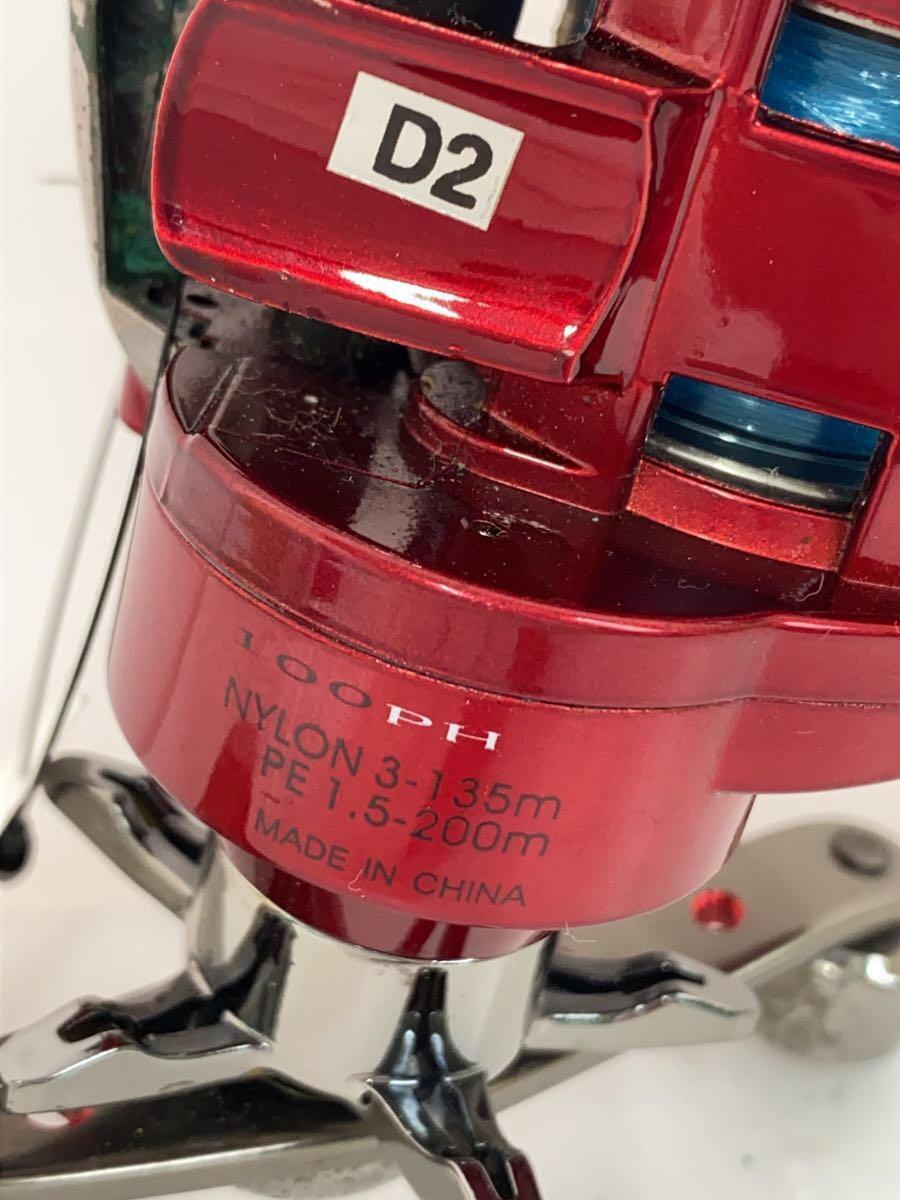 D2
100PH
NYLON 3-135m
PE 1.5-200m
MADE IN CHINA